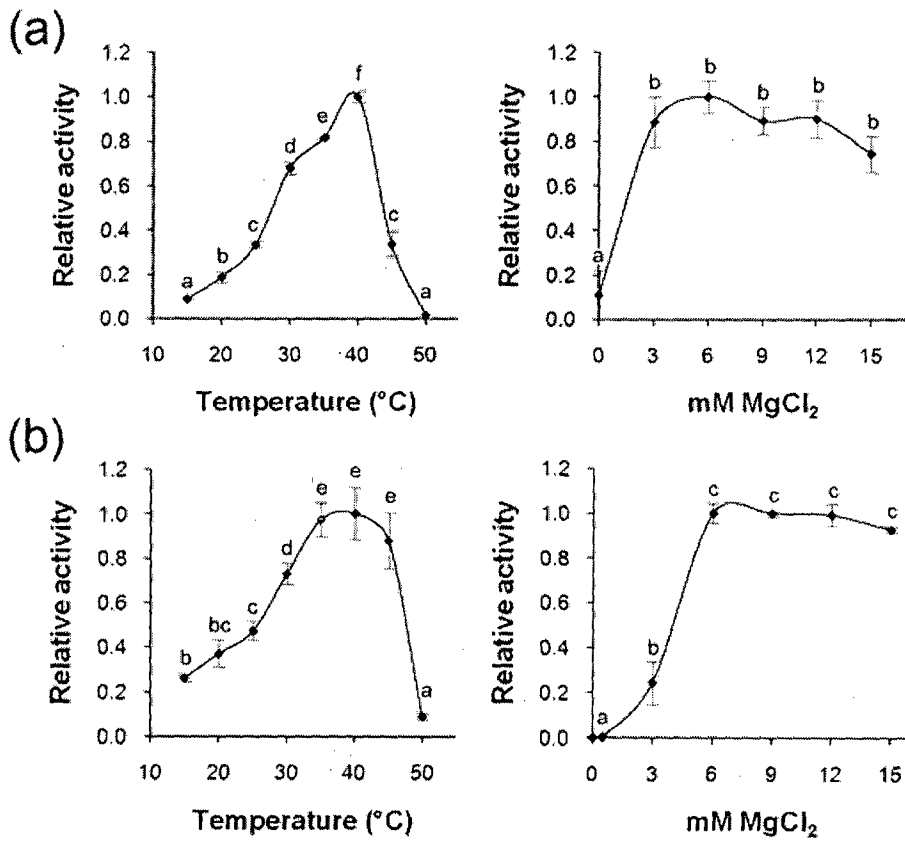 (a)
Relative activity
1.2
1.0
0.8
0.6
0.4
0.2
0.0
a
b
c
d
e
f
c
a
10 20 30 40 50
Temperature (°C)
Relative activity
1.2
1.0
0.8
0.6
0.4
0.2
0.0
a
b
b
b
b
b
0 3 6 9 12 15
mM MgCl₂
(b)
Relative activity
1.2
1.0
0.8
0.6
0.4
0.2
0.0
b
bc
c
d
e
e
e
a
10 20 30 40 50
Temperature (°C)
Relative activity
1.2
1.0
0.8
0.6
0.4
0.2
0.0
a
b
c
c
c
c
0 3 6 9 12 15
mM MgCl₂